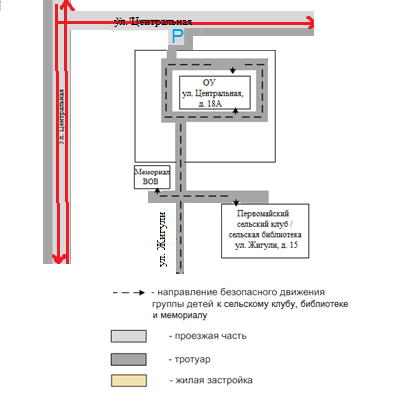 ул. Центральная
P
ул. Центральная
ОУ
ул. Центральная,
д. 18А
Мемориал
ВОВ
Первомайский
сельский клуб /
сельская библиотека
ул. Жигули, д. 15
ул. Жигули
- направление безопасного движения
группы детей к сельскому клубу, библиотеке
и мемориалу
- проезжая часть
- тротуар
- жилая застройка